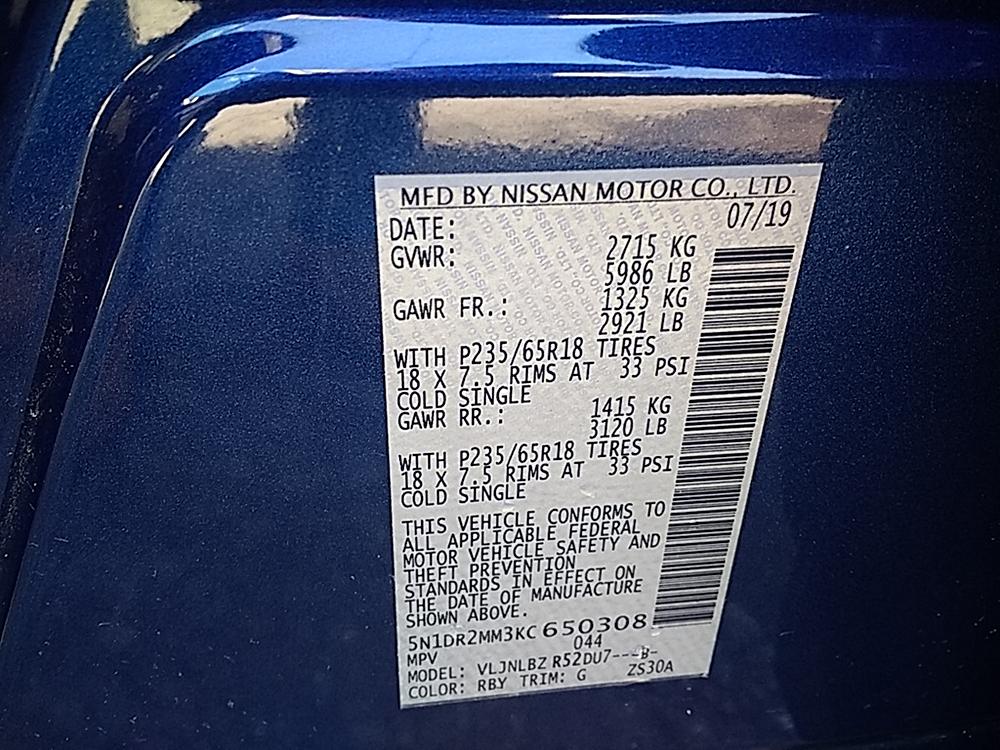 MFD BY NISSAN MOTOR CO., LTD.
DATE: 07/19
GVWR: 2715 KG
5986 LB
GAWR FR.: 1325 KG
2921 LB
WITH P235/65R18 TIRES
18 X 7.5 RIMS AT 33 PSI
COLD SINGLE
GAWR RR.: 1415 KG
3120 LB
WITH P235/65R18 TIRES
18 X 7.5 RIMS AT 33 PSI
COLD SINGLE
THIS VEHICLE CONFORMS TO
ALL APPLICABLE FEDERAL
MOTOR VEHICLE SAFETY AND
THEFT PREVENTION
STANDARDS IN EFFECT ON
THE DATE OF MANUFACTURE
SHOWN ABOVE.
5N1DR2MM3KC650308
MPV 044
MODEL: VLJNLBZ R52DU7---B-
COLOR: RBY TRIM: G ZS30A